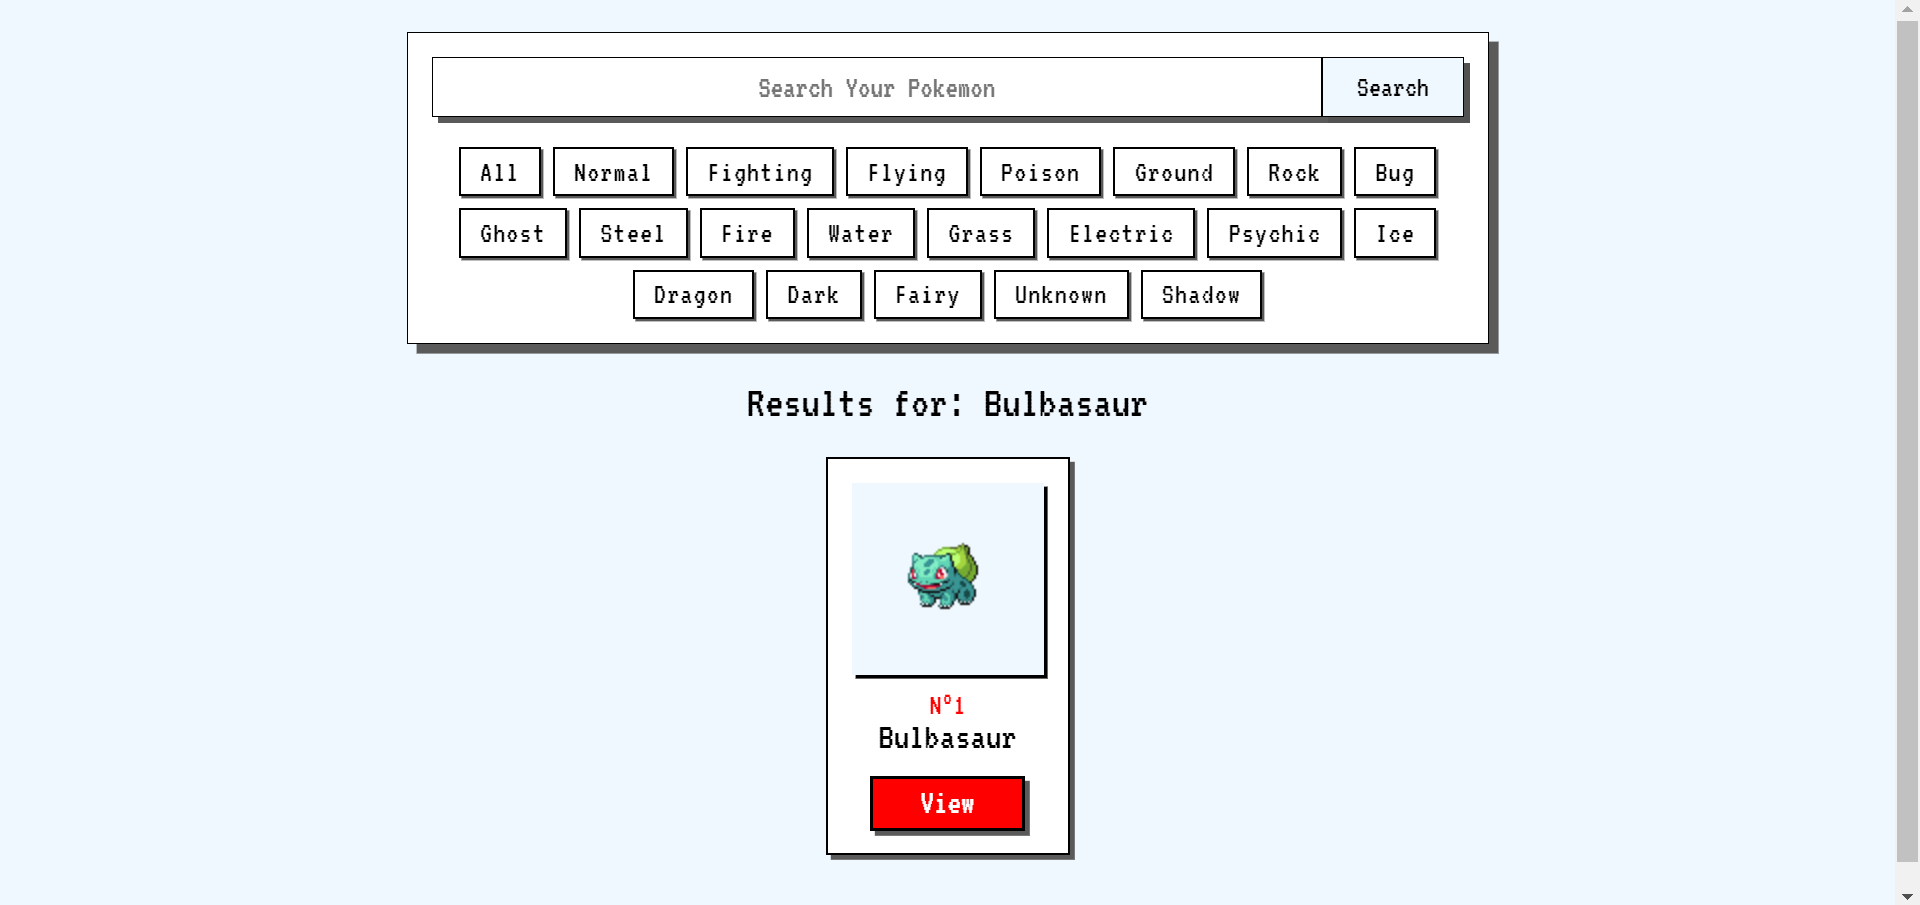 Search Your Pokemon Search
All Normal Fighting Flying Poison Ground Rock Bug
Ghost Steel Fire Water Grass Electric Psychic Ice
Dragon Dark Fairy Unknown Shadow
Results for: Bulbasaur
Nº1
Bulbasaur
View